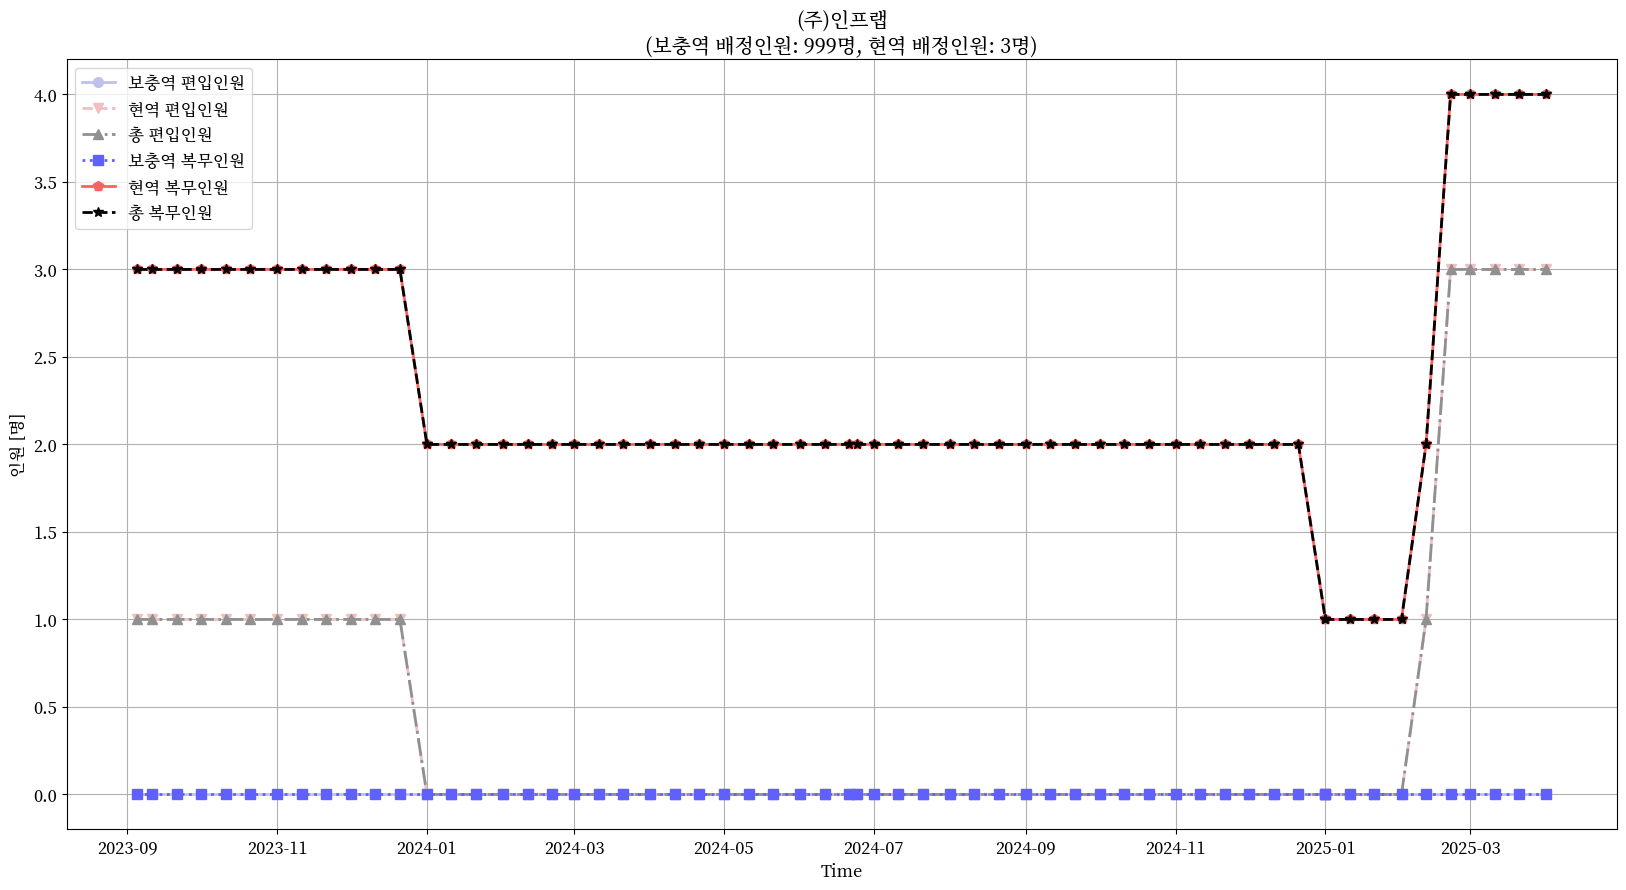 (주)인프랩
(보충역 배정인원: 999명, 현역 배정인원: 3명)
보충역 편입인원
현역 편입인원
총 편입인원
보충역 복무인원
현역 복무인원
총 복무인원
인원 [명]
4.0
3.5
3.0
2.5
2.0
1.5
1.0
0.5
0.0
2023-09 2023-11 2024-01 2024-03 2024-05 2024-07 2024-09 2024-11 2025-01 2025-03
Time